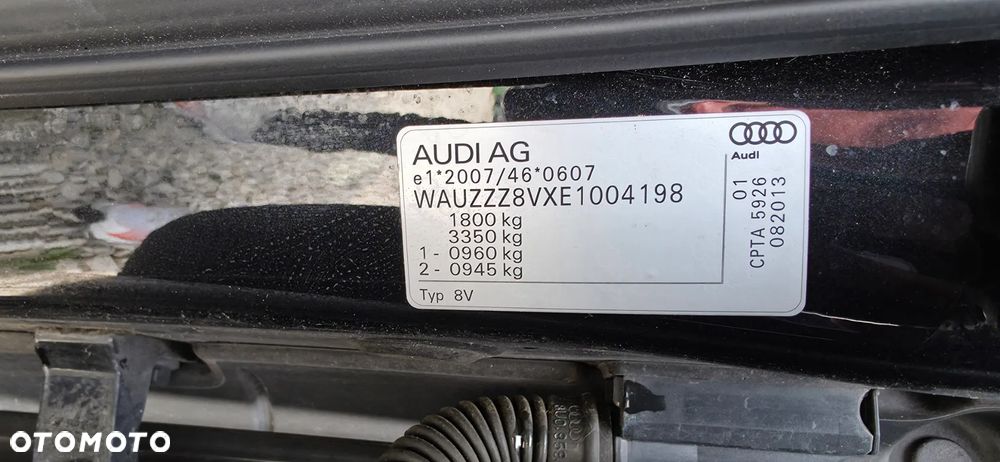 AUDI AG
e1*2007/46*0607
WAUZZZ8VXE1004198
1800 kg
3350 kg
1 - 0960 kg
2 - 0945 kg
Typ 8V
Audi
01
CPTA 5926
082013
OTOMOTO